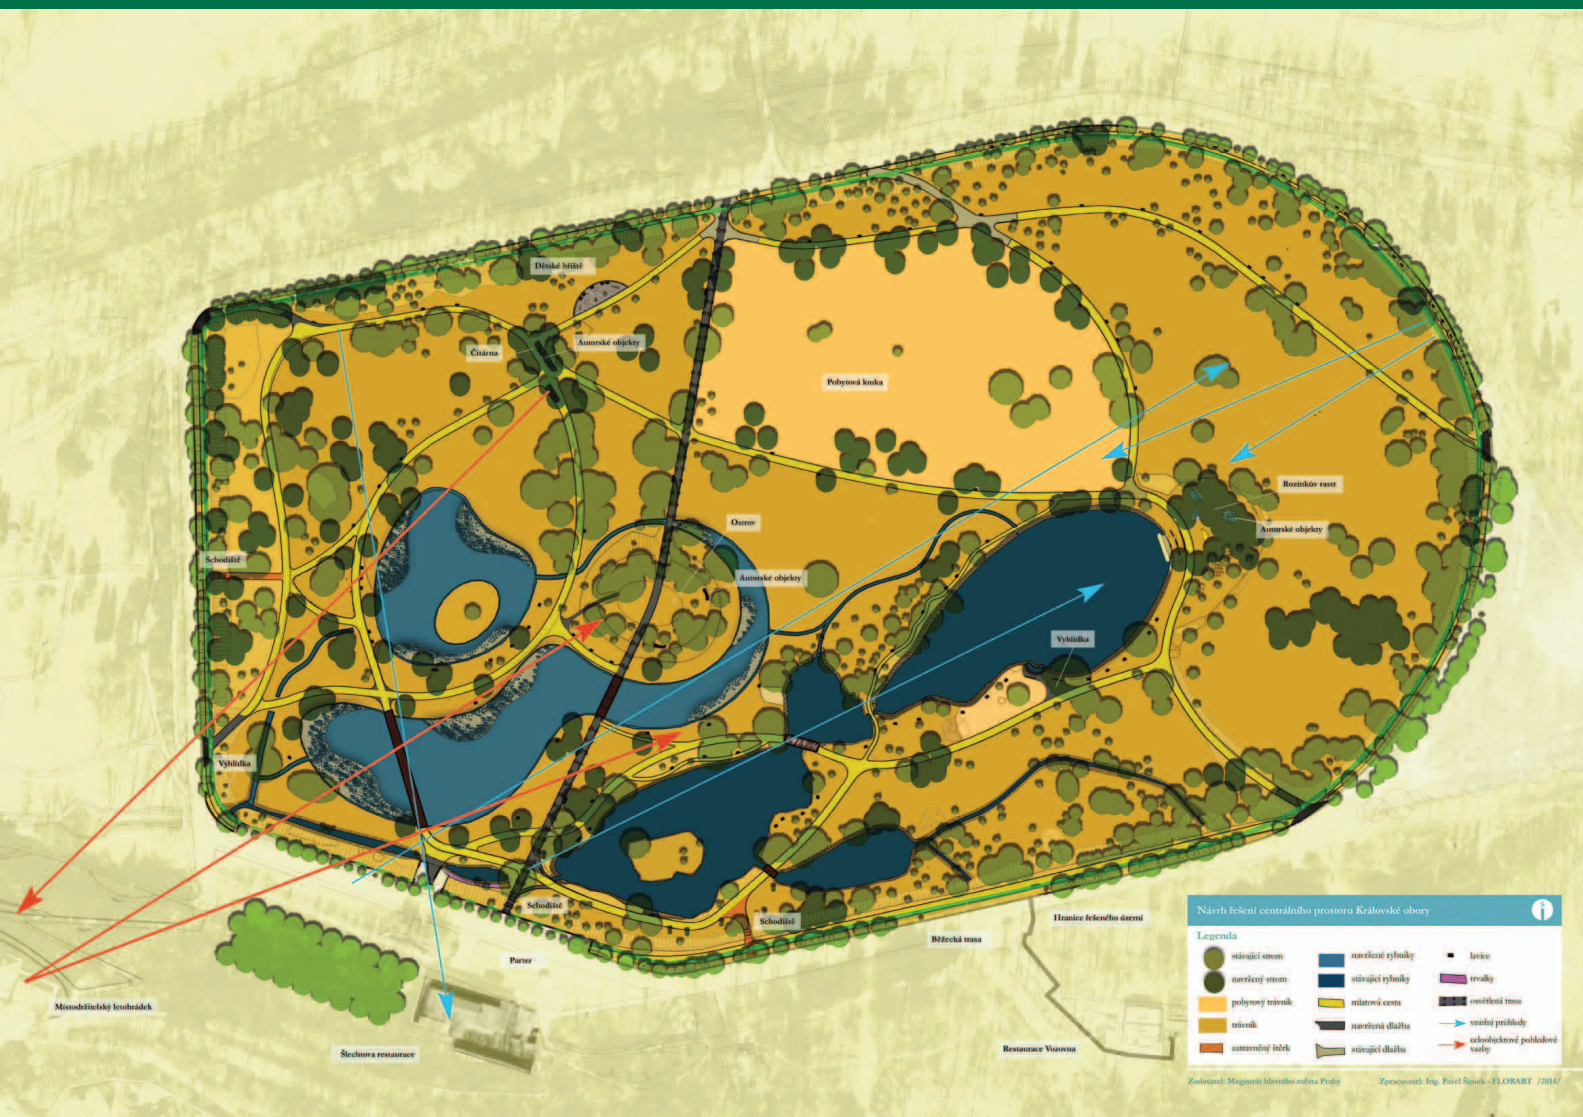 Dětské hřiště
Autorské objekty
Čítárna
Pobytová louka
Rozínkův rastr
Autorské objekty
Ostrov
Autorské objekty
Schodiště
Vyhlídka
Vyhlídka
Schodiště
Schodiště
Hranice řešeného území
Běžecká trasa
Parter
Místodržitelský letohrádek
Šlechtova restaurace
Restaurace Vozovna
Návrh řešení centrálního prostoru Královské obory
Legenda
stávající strom
navržený strom
pobytový trávník
trávník
zatravněný štěrk
navržené rybníky
stávající rybníky
mlatová cesta
navržená dlažba
stávající dlažba
lavice
trvalky
osvětlená trasa
vnitřní průhledy
celoobjektové pohledové
vazby
Zadavatel: Magistrát hlavního města Prahy
Zpracovatel: Ing. Pavel Šimek - FLORART /2014/